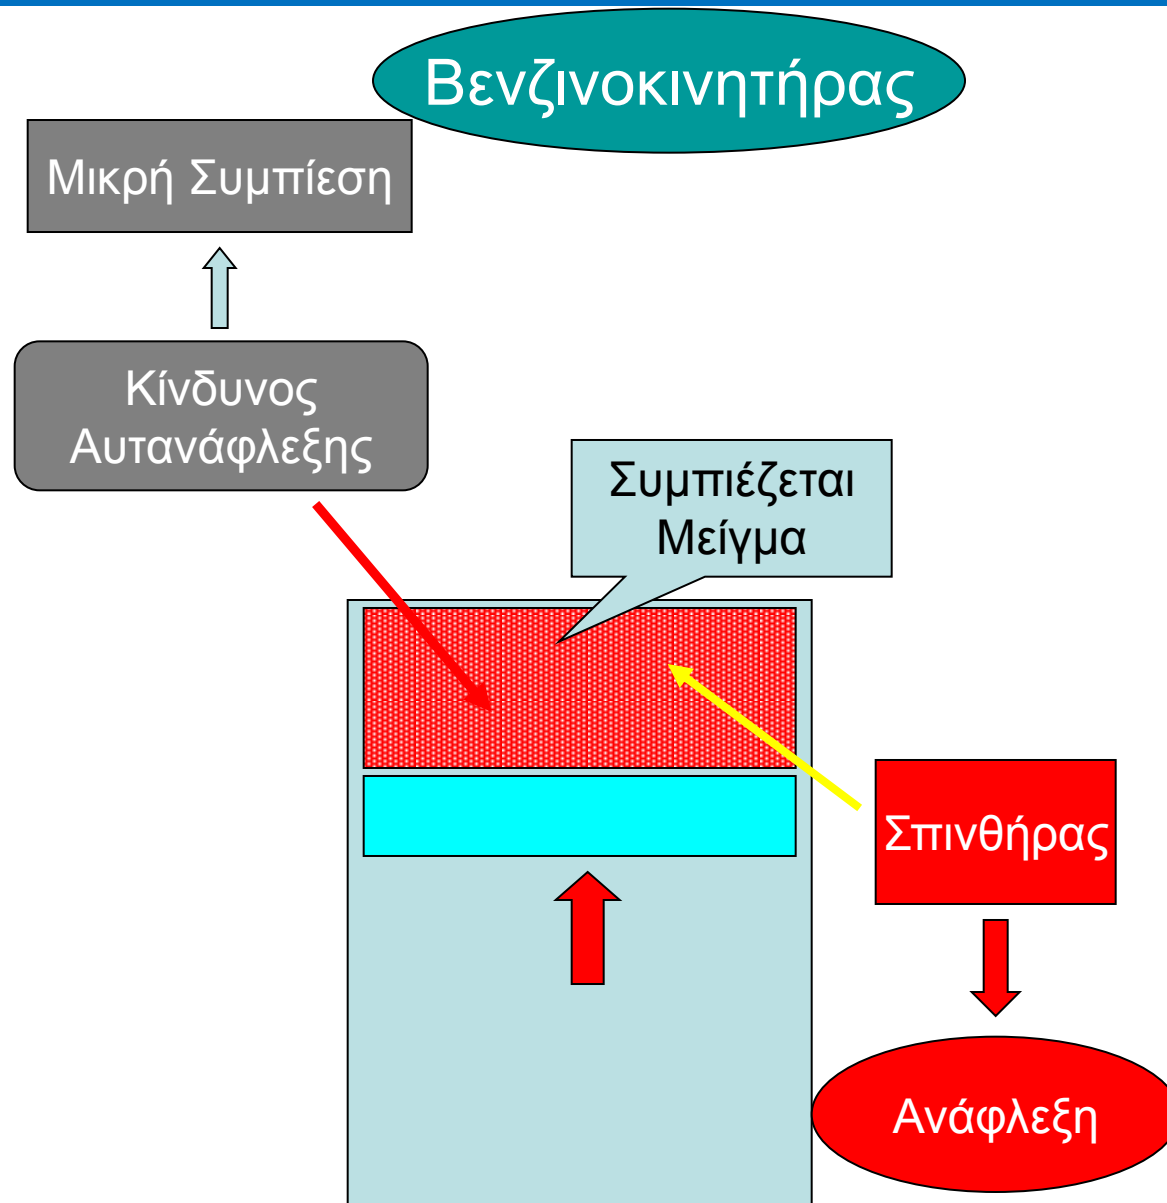 Βενζινοκινητήρας
Μικρή Συμπίεση
Κίνδυνος
Αυτανάφλεξης
Συμπιέζεται
Μείγμα
Σπινθήρας
Ανάφλεξη